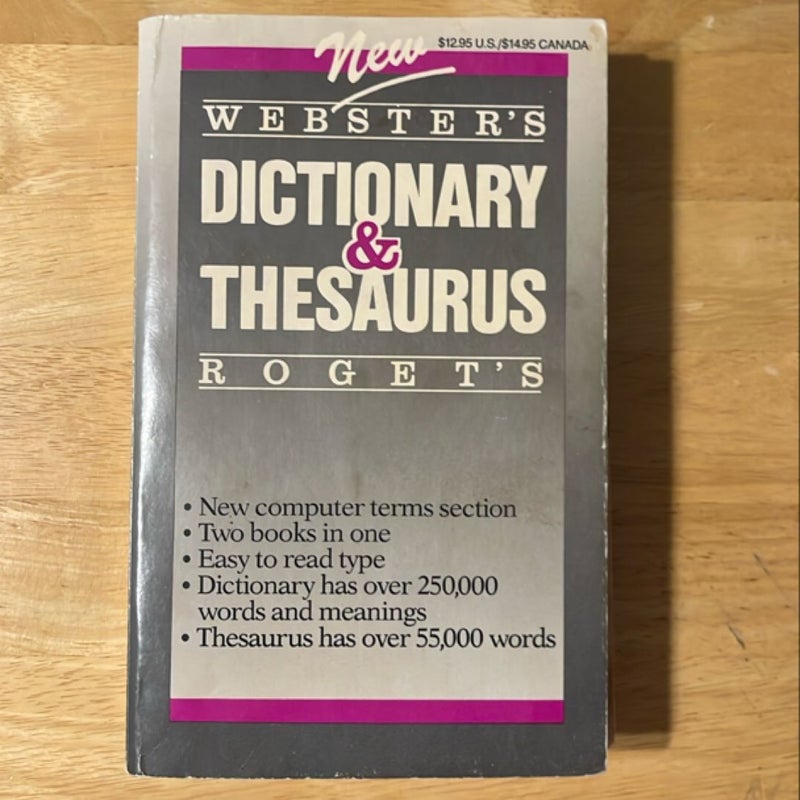 New
$12.95 U.S./$14.95 CANADA
WEBSTER'S
DICTIONARY
&
THESAURUS
ROGET'S
• New computer terms section
• Two books in one
• Easy to read type
• Dictionary has over 250,000
words and meanings
• Thesaurus has over 55,000 words